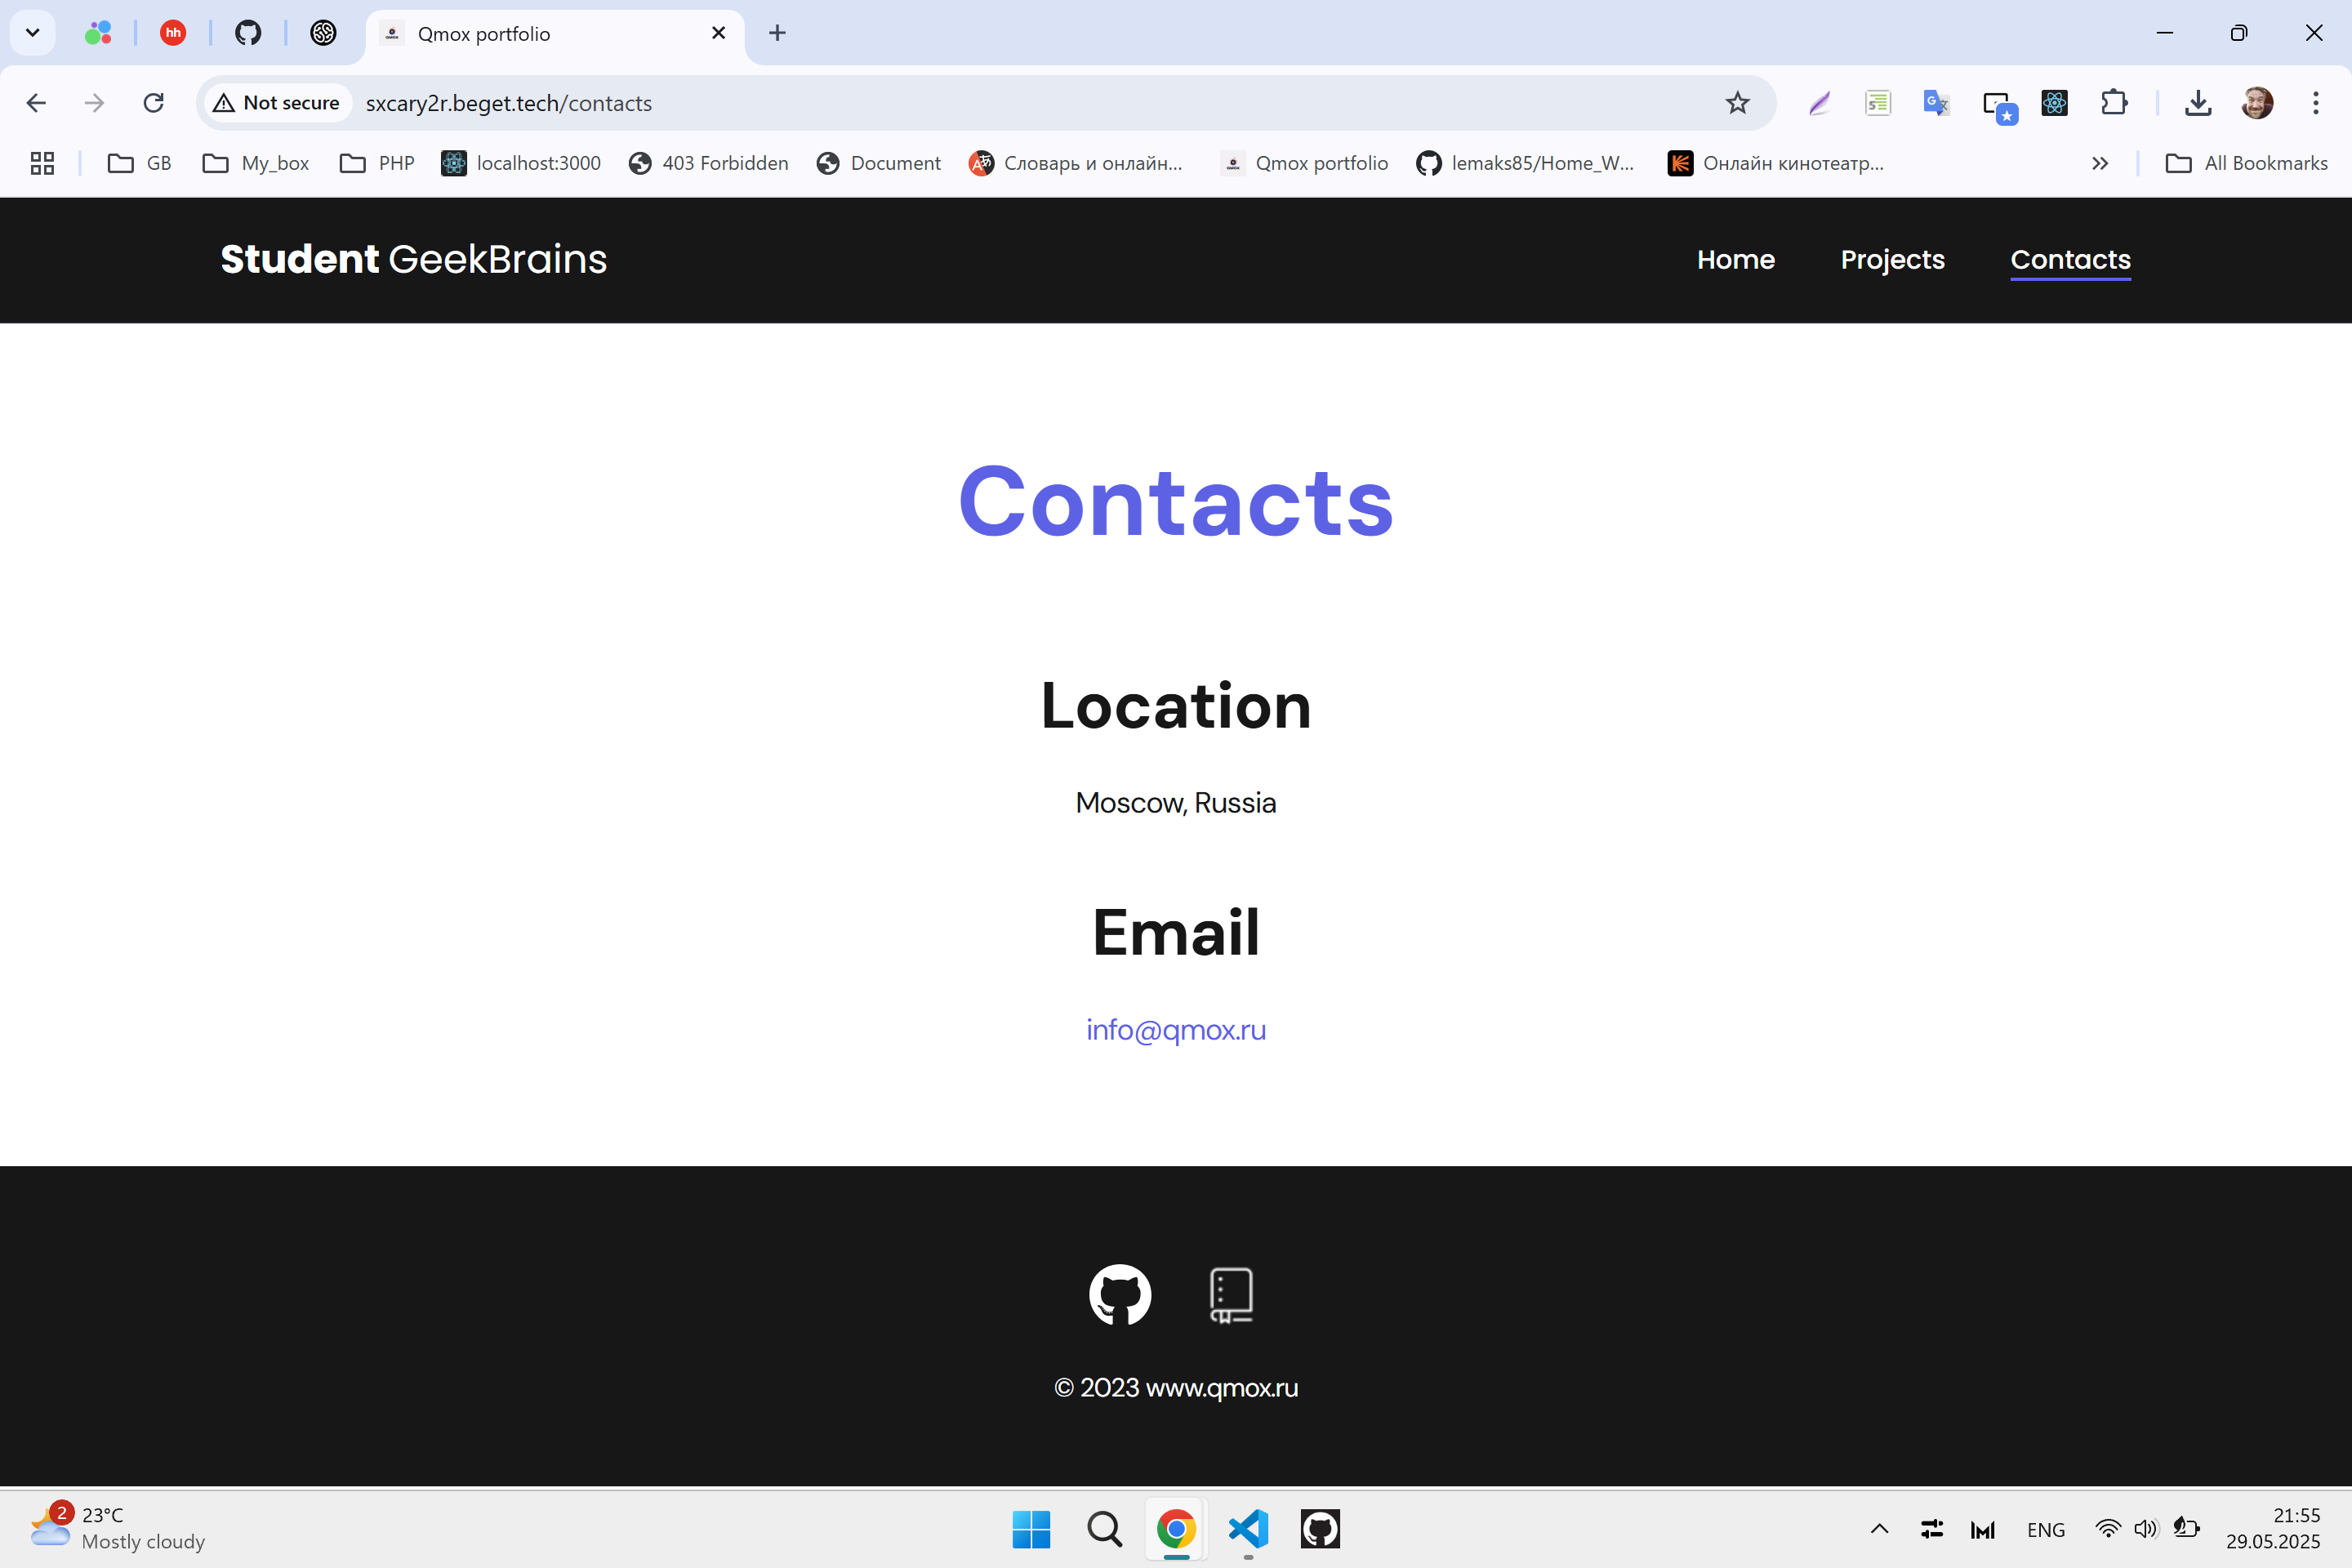 hh
Qmox portfolio
Not secure
sxcary2r.beget.tech/contacts
GB
My_box
PHP
localhost:3000
403 Forbidden
Document
Словарь и онлайн...
Qmox portfolio
lemaks85/Home_W...
Онлайн кинотеатр...
All Bookmarks
Student GeekBrains
Home
Projects
Contacts
Contacts
Location
Moscow, Russia
Email
info@qmox.ru
© 2023 www.qmox.ru
2
23°C
Mostly cloudy
ENG
21:55
29.05.2025